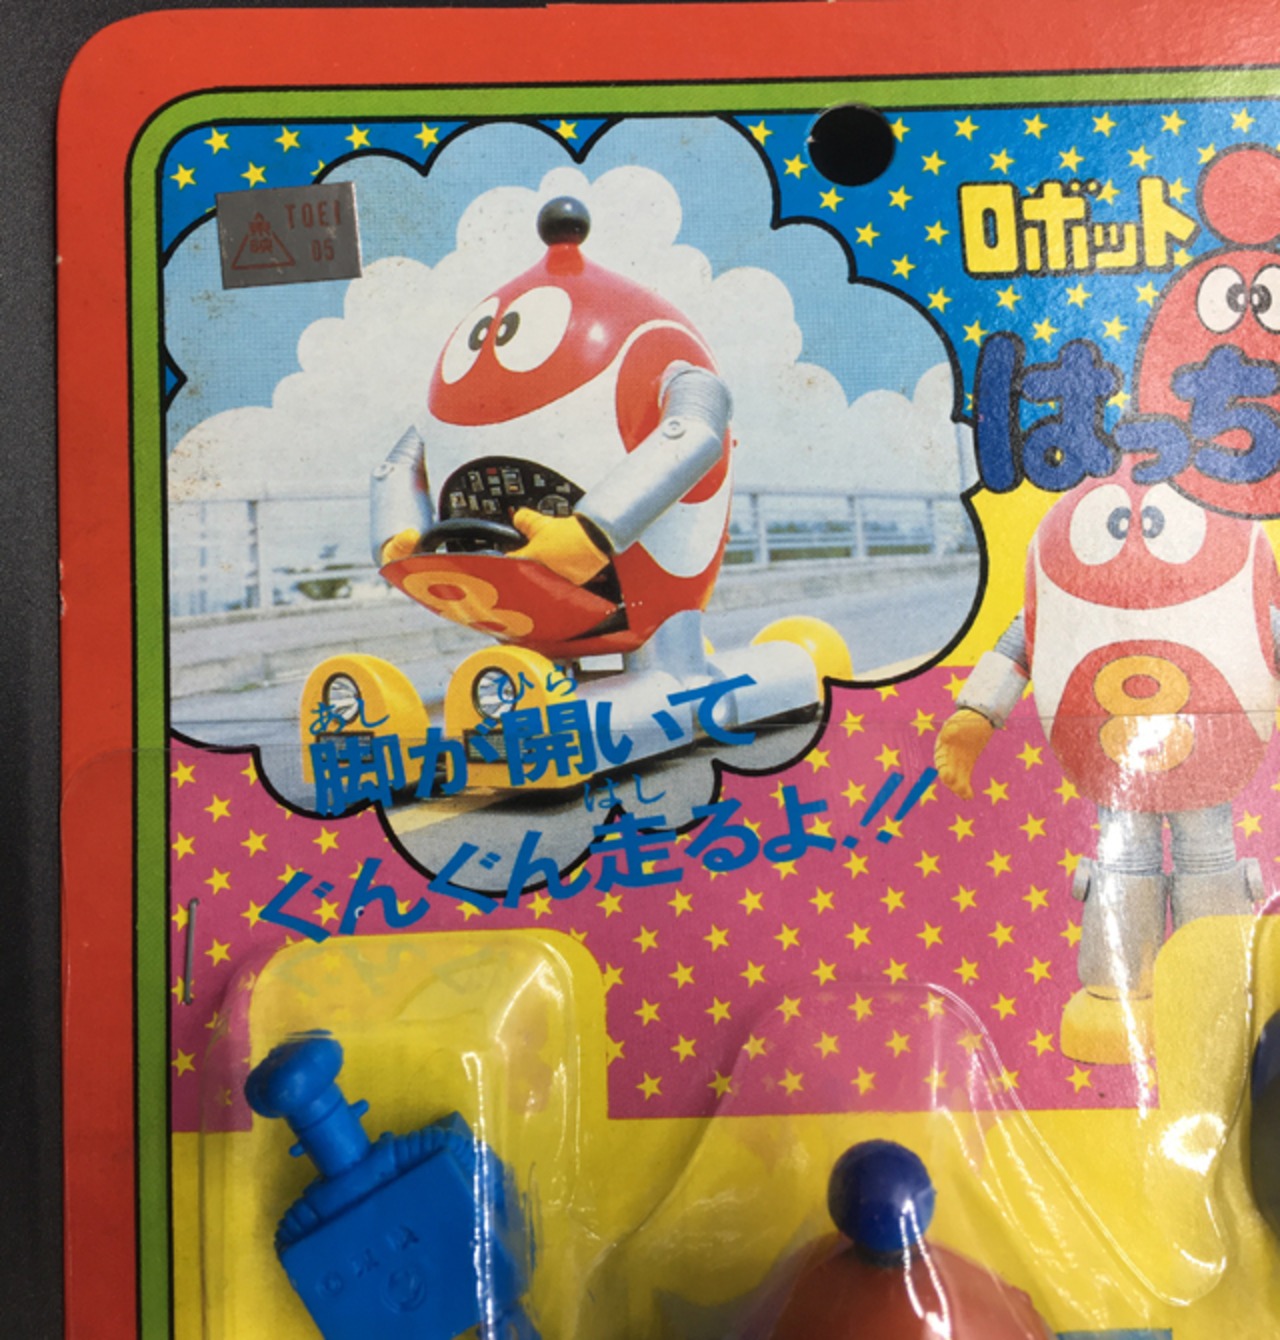 TOEI
05
ロボット
はっち
8
8
脚が開いて
あし ひら
ぐんぐん走るよ!!
はし